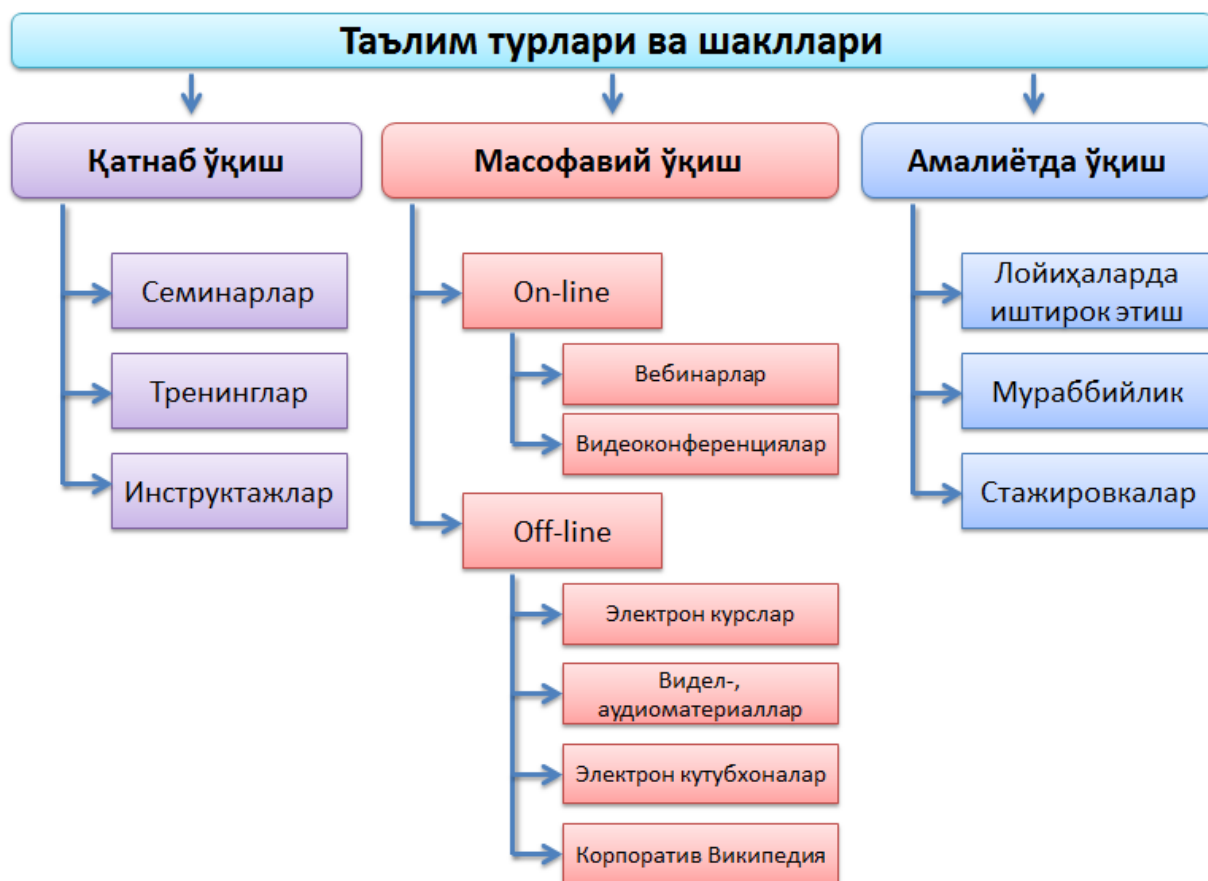 Таълим турлари ва шакллари
Қатнаб ўқиш
Семинарлар
Тренинглар
Инструктажлар
Масофавий ўқиш
On-line
Вебинарлар
Видеоконференциялар
Off-line
Электрон курслар
Видел-,
аудиоматериаллар
Электрон кутубхоналар
Корпоратив Википедия
Амалиётда ўқиш
Лойиҳаларда
иштирок этиш
Мураббийлик
Стажировкалар